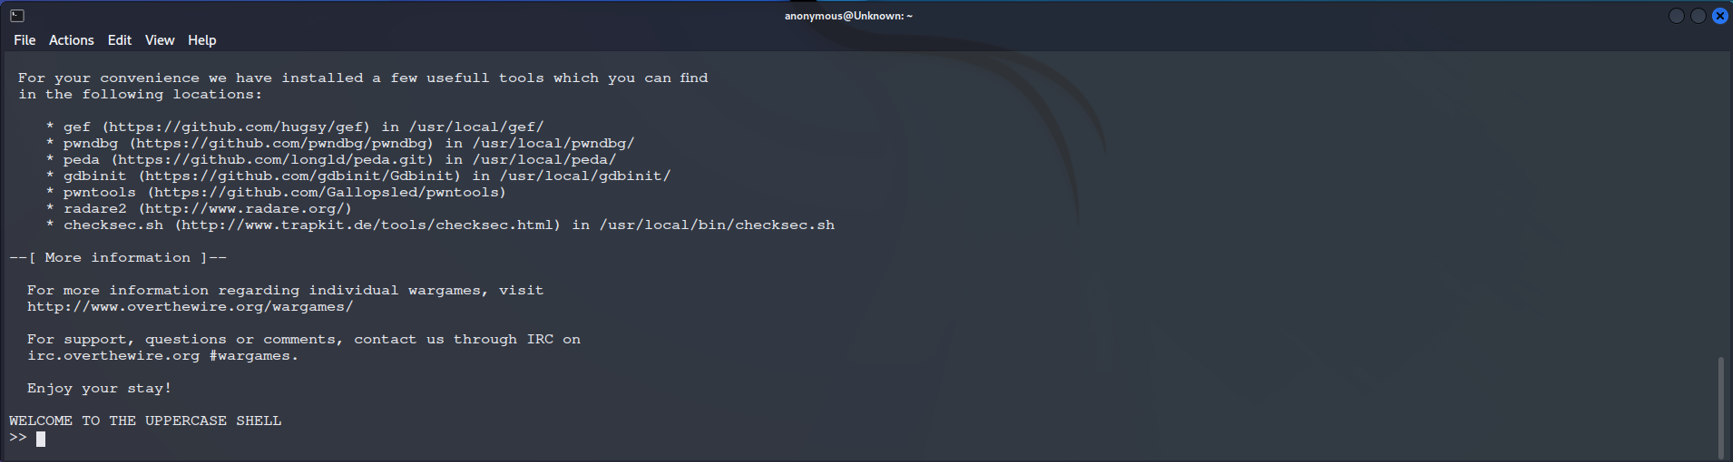 anonymous@Unknown: ~
File Actions Edit View Help
For your convenience we have installed a few usefull tools which you can find
in the following locations:
* gef (https://github.com/hugsy/gef) in /usr/local/gef/
* pwndbg (https://github.com/pwndbg/pwndbg) in /usr/local/pwndbg/
* peda (https://github.com/longld/peda.git) in /usr/local/peda/
* gdbinit (https://github.com/gdbinit/Gdbinit) in /usr/local/gdbinit/
* pwntools (https://github.com/Gallopsled/pwntools)
* radare2 (http://www.radare.org/)
* checksec.sh (http://www.trapkit.de/tools/checksec.html) in /usr/local/bin/checksec.sh
--[ More information ]--
For more information regarding individual wargames, visit
http://www.overthewire.org/wargames/
For support, questions or comments, contact us through IRC on
irc.overthewire.org #wargames.
Enjoy your stay!
WELCOME TO THE UPPERCASE SHELL
>>